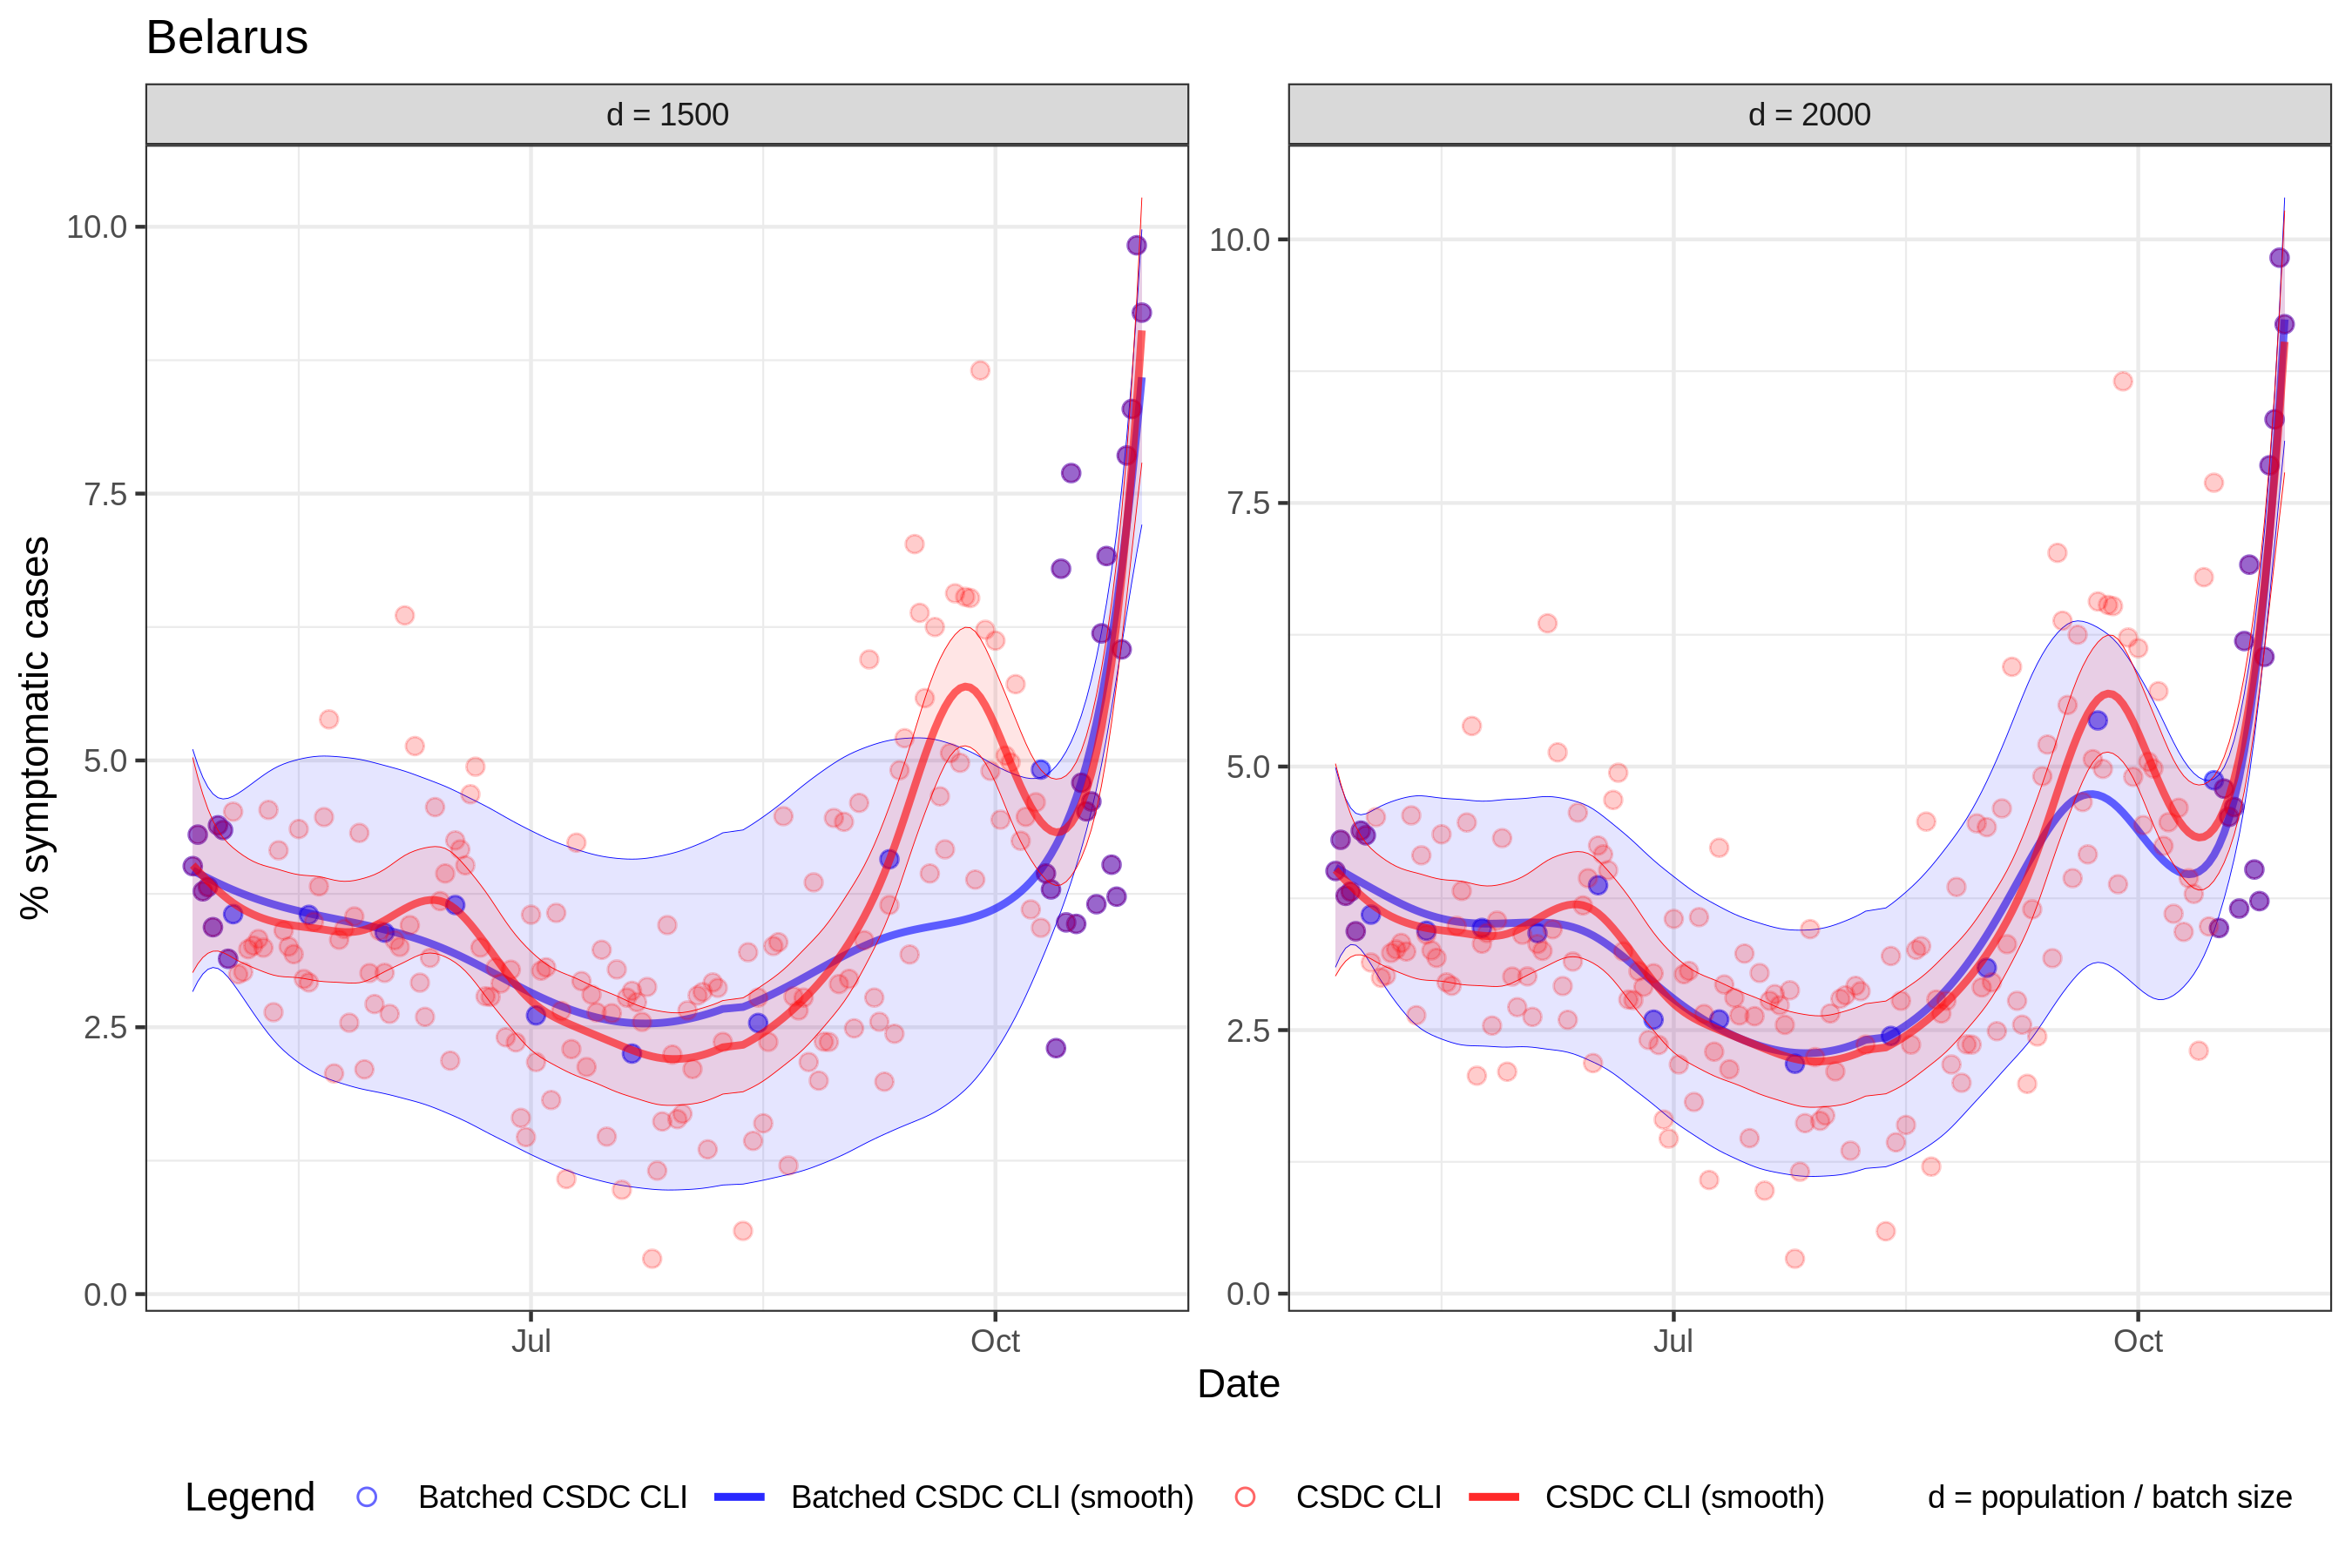 Belarus
d = 1500
d = 2000
% symptomatic cases
10.0
7.5
5.0
2.5
0.0
10.0
7.5
5.0
2.5
0.0
Jul
Oct
Jul
Oct
Date
Legend
Batched CSDC CLI
Batched CSDC CLI (smooth)
CSDC CLI
CSDC CLI (smooth)
d = population / batch size